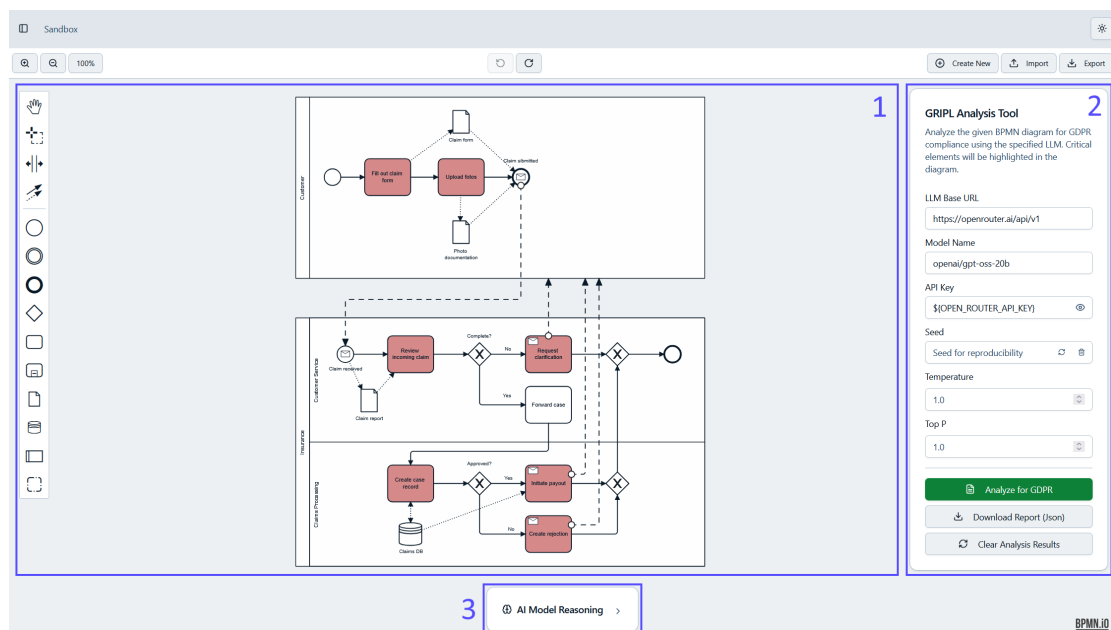 Sandbox
100%
Create New
Import
Export
1
2
3
Customer
Claim form
Fill out claim
form
Upload fotos
Claim sibmitted
Photo
documentation
Insurance
Customer Service
Claim received
Review
incoming claim
Claim report
Complete?
No
Yes
Request
clarification
Forward case
Claims Processing
Create case
record
Claims DB
Approved?
Yes
No
Initiate payout
Create rejection
GRIPL Analysis Tool
Analyze the given BPMN diagram for GDPR
compliance using the specified LLM. Critical
elements will be highlighted in the
diagram.
LLM Base URL
https://openrouter.ai/api/v1
Model Name
openai/gpt-oss-20b
API Key
${OPEN_ROUTER_API_KEY}
Seed
Seed for reproducibility
Temperature
1.0
Top P
1.0
Analyze for GDPR
Download Report (Json)
Clear Analysis Results
AI Model Reasoning
BPMN.iO